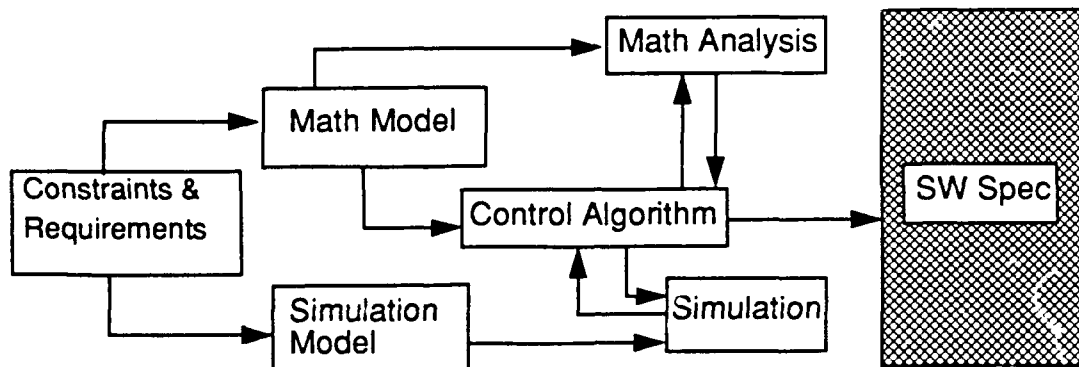 Math Analysis
Math Model
Constraints &
Requirements
Control Algorithm
SW Spec
Simulation
Model
Simulation